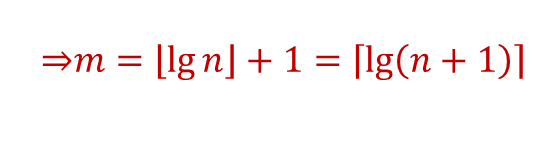 ⇒m = ⌊lg n⌋ + 1 = ⌈lg(n + 1)⌉